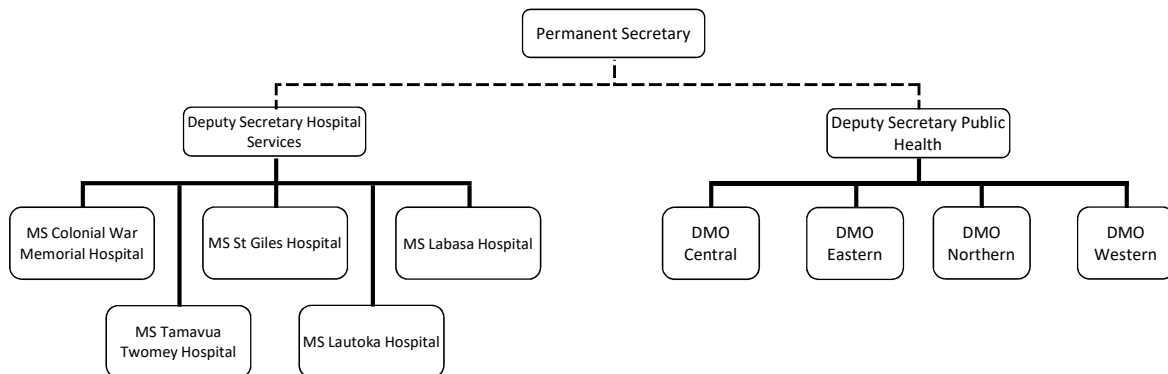 Permanent Secretary
Deputy Secretary Hospital
Services
Deputy Secretary Public
Health
MS Colonial War
Memorial Hospital
MS St Giles Hospital
MS Labasa Hospital
DMO
Central
DMO
Eastern
DMO
Northern
DMO
Western
MS Tamavua
Twomey Hospital
MS Lautoka Hospital